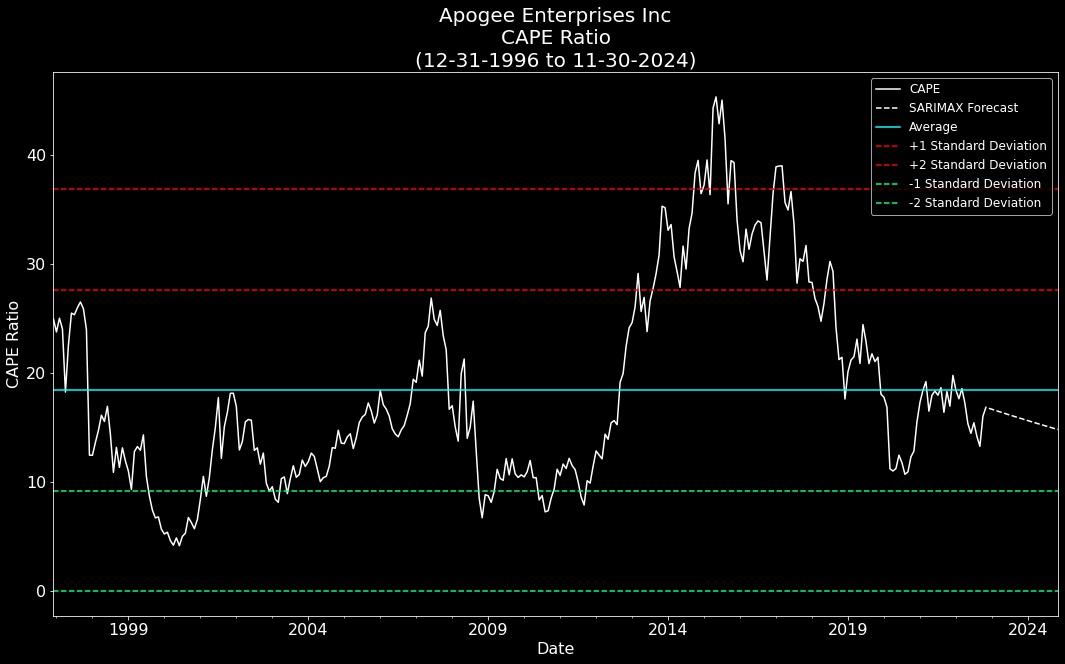 Apogee Enterprises Inc
CAPE Ratio
(12-31-1996 to 11-30-2024)
CAPE
SARIMAX Forecast
Average
+1 Standard Deviation
+2 Standard Deviation
-1 Standard Deviation
-2 Standard Deviation
40
30
20
10
0
CAPE Ratio
1999 2004 2009 2014 2019 2024
Date